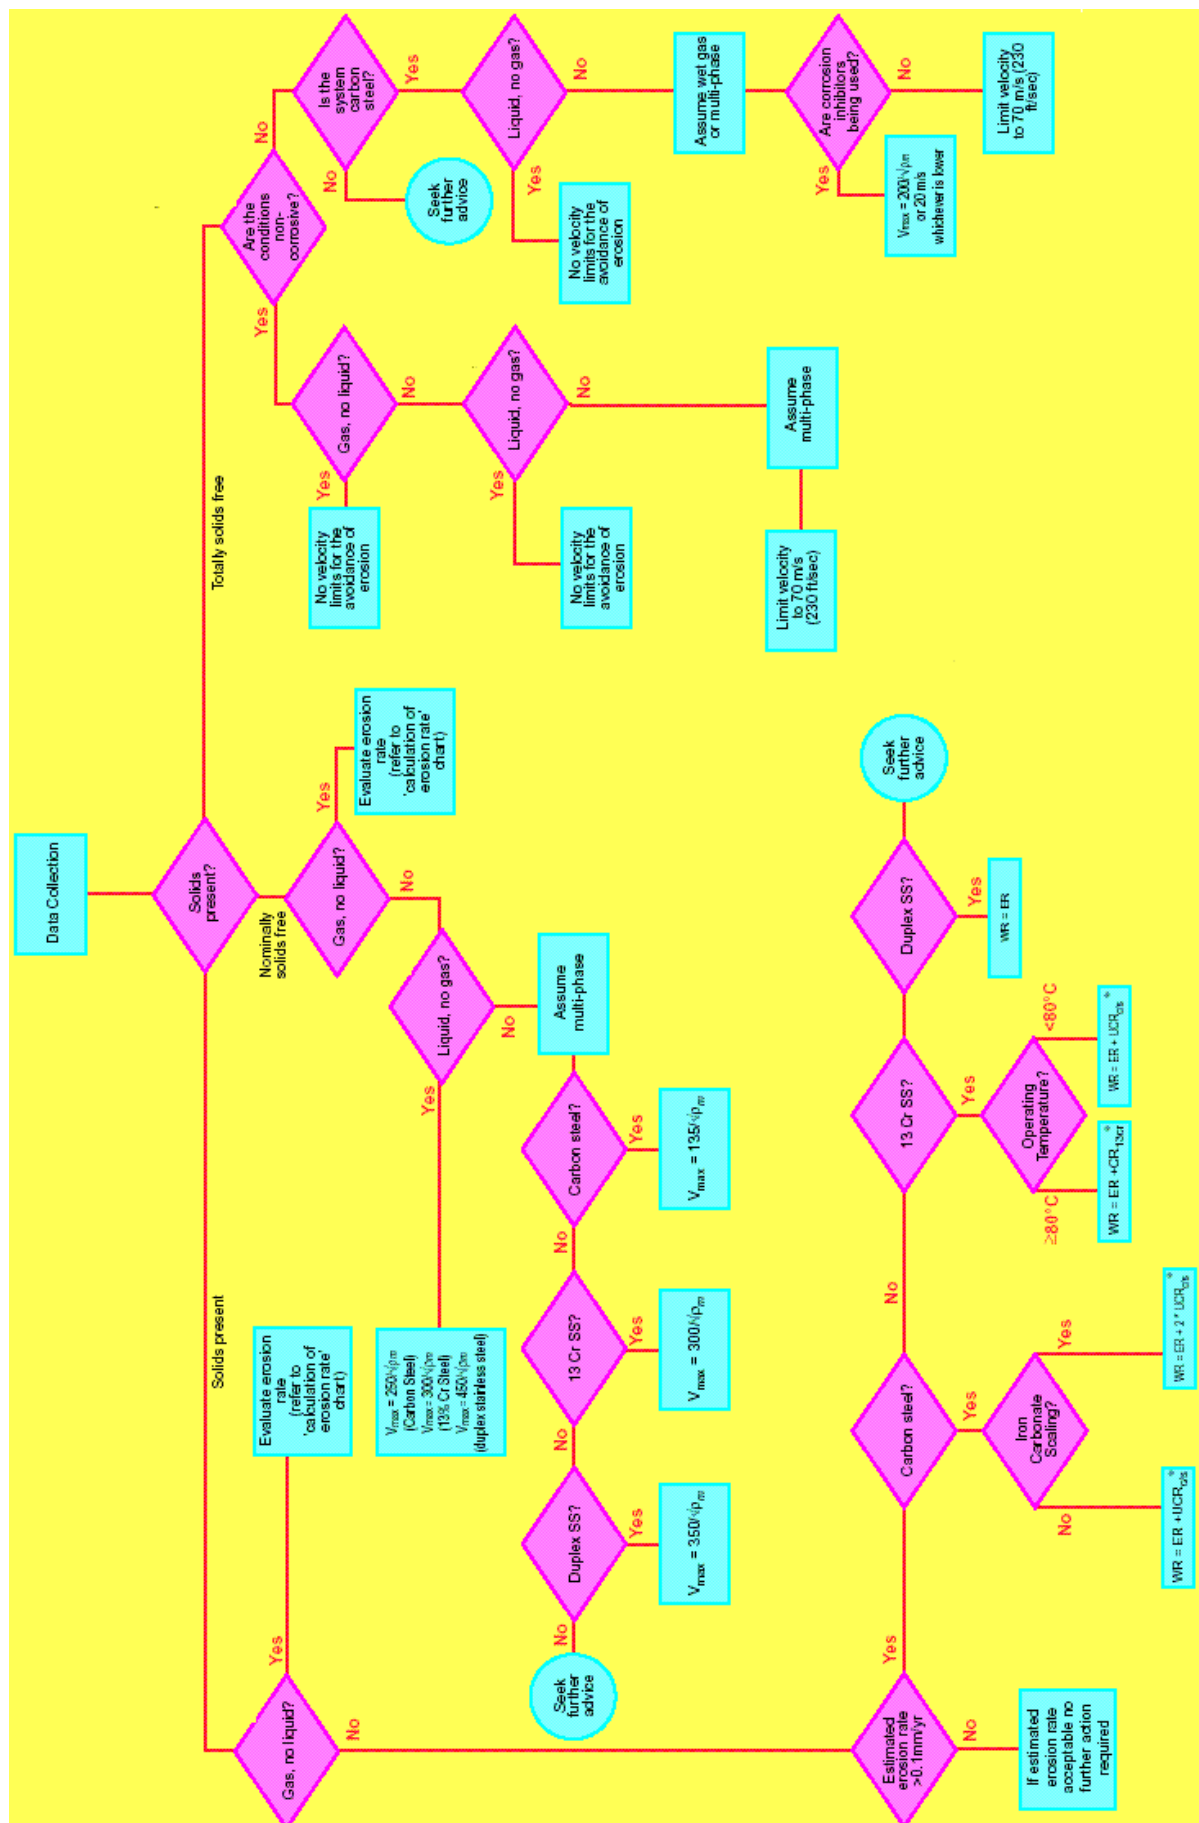 Data Collection
Solids
present?
Solids present
Nominally
solids free
Totally solids free
Gas, no liquid?
Yes
No
Evaluate erosion
rate
(refer to
'calculation of
erosion rate'
chart)
Gas, no liquid?
Yes
No
Evaluate erosion
rate
(refer to
'calculation of
erosion rate'
chart)
Liquid, no gas?
Yes
No
Vmax = 250/√ρm
(Carbon Steel)
Vmax = 300/√ρm
(13% Cr Steel)
Vmax = 450/√ρm
(duplex stainless steel)
Assume
multi-phase
Carbon steel?
Yes
No
Vmax = 135/√ρm
13 Cr SS?
Yes
No
Vmax = 300/√ρm
Duplex SS?
Yes
No
Vmax = 350/√ρm
Seek
further
advice
Are the
conditions
non-
corrosive?
Yes
No
Gas, no liquid?
Yes
No
No velocity
limits for the
avoidance of
erosion
Liquid, no gas?
Yes
No
No velocity
limits for the
avoidance of
erosion
Assume
multi-phase
Limit velocity
to 70 m/s
(230 ft/sec)
Is the
system
carbon
steel?
No
Yes
Seek
further
advice
Liquid, no gas?
Yes
No
No velocity
limits for the
avoidance of
erosion
Assume wet gas
or multi-phase
Are corrosion
inhibitors
being used?
Yes
No
Vmax = 200/√ρm
or 20 m/s
whichever is lower
Limit velocity
to 70 m/s (230
ft/sec)
Estimated
erosion rate
>0.1mm/yr
Yes
No
If estimated
erosion rate
acceptable no
further action
required
Carbon steel?
Yes
No
Iron
Carbonate
Scaling?
No
Yes
WR = ER +UCRc/s*
WR = ER + 2 * UCRc/s*
13 Cr SS?
Yes
Operating
Temperature?
≥80°C
<80°C
WR = ER +CR13cr*
WR = ER + UCRc/s*
Duplex SS?
Yes
WR = ER
Seek
further
advice